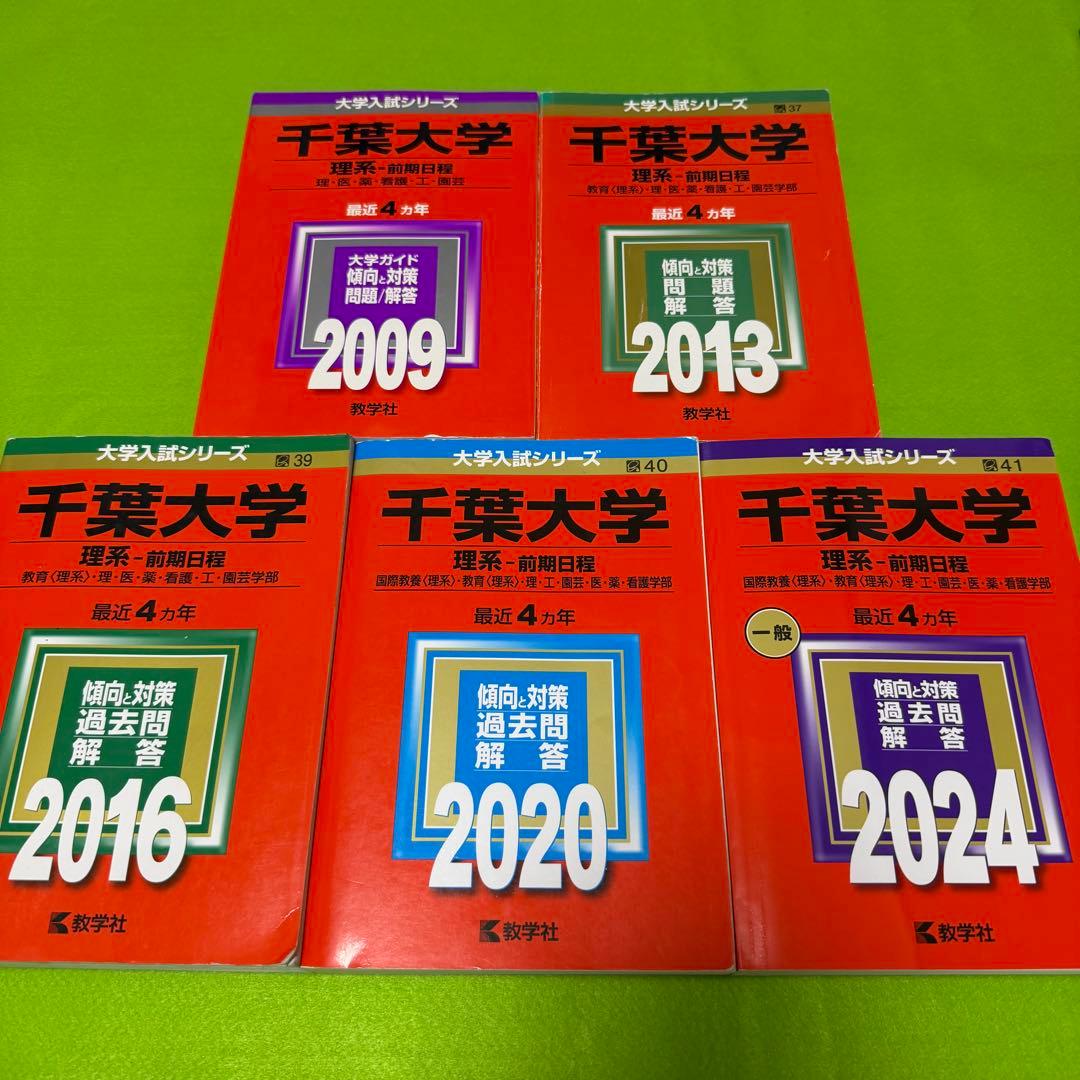 大学入試シリーズ
千葉大学
理系-前期日程
理・医・薬・看護・工・園芸
最近4ヵ年
大学ガイド
傾向と対策
問題/解答
2009
教学社
大学入試シリーズ
37
千葉大学
理系-前期日程
教育〈理系〉・理・医・薬・看護・工・園芸学部
最近4ヵ年
傾向と対策
問題
解答
2013
教学社
大学入試シリーズ
39
千葉大学
理系-前期日程
教育〈理系〉・理・医・薬・看護・工・園芸学部
最近4ヵ年
傾向と対策
過去問
解答
2016
教学社
大学入試シリーズ
40
千葉大学
理系-前期日程
国際教養〈理系〉・教育〈理系〉・理・工・園芸・医・薬・看護学部
最近4ヵ年
傾向と対策
過去問
解答
2020
教学社
大学入試シリーズ
41
千葉大学
理系-前期日程
国際教養〈理系〉・教育〈理系〉・理・工・園芸・医・薬・看護学部
最近4ヵ年
一般
傾向と対策
過去問
解答
2024
教学社